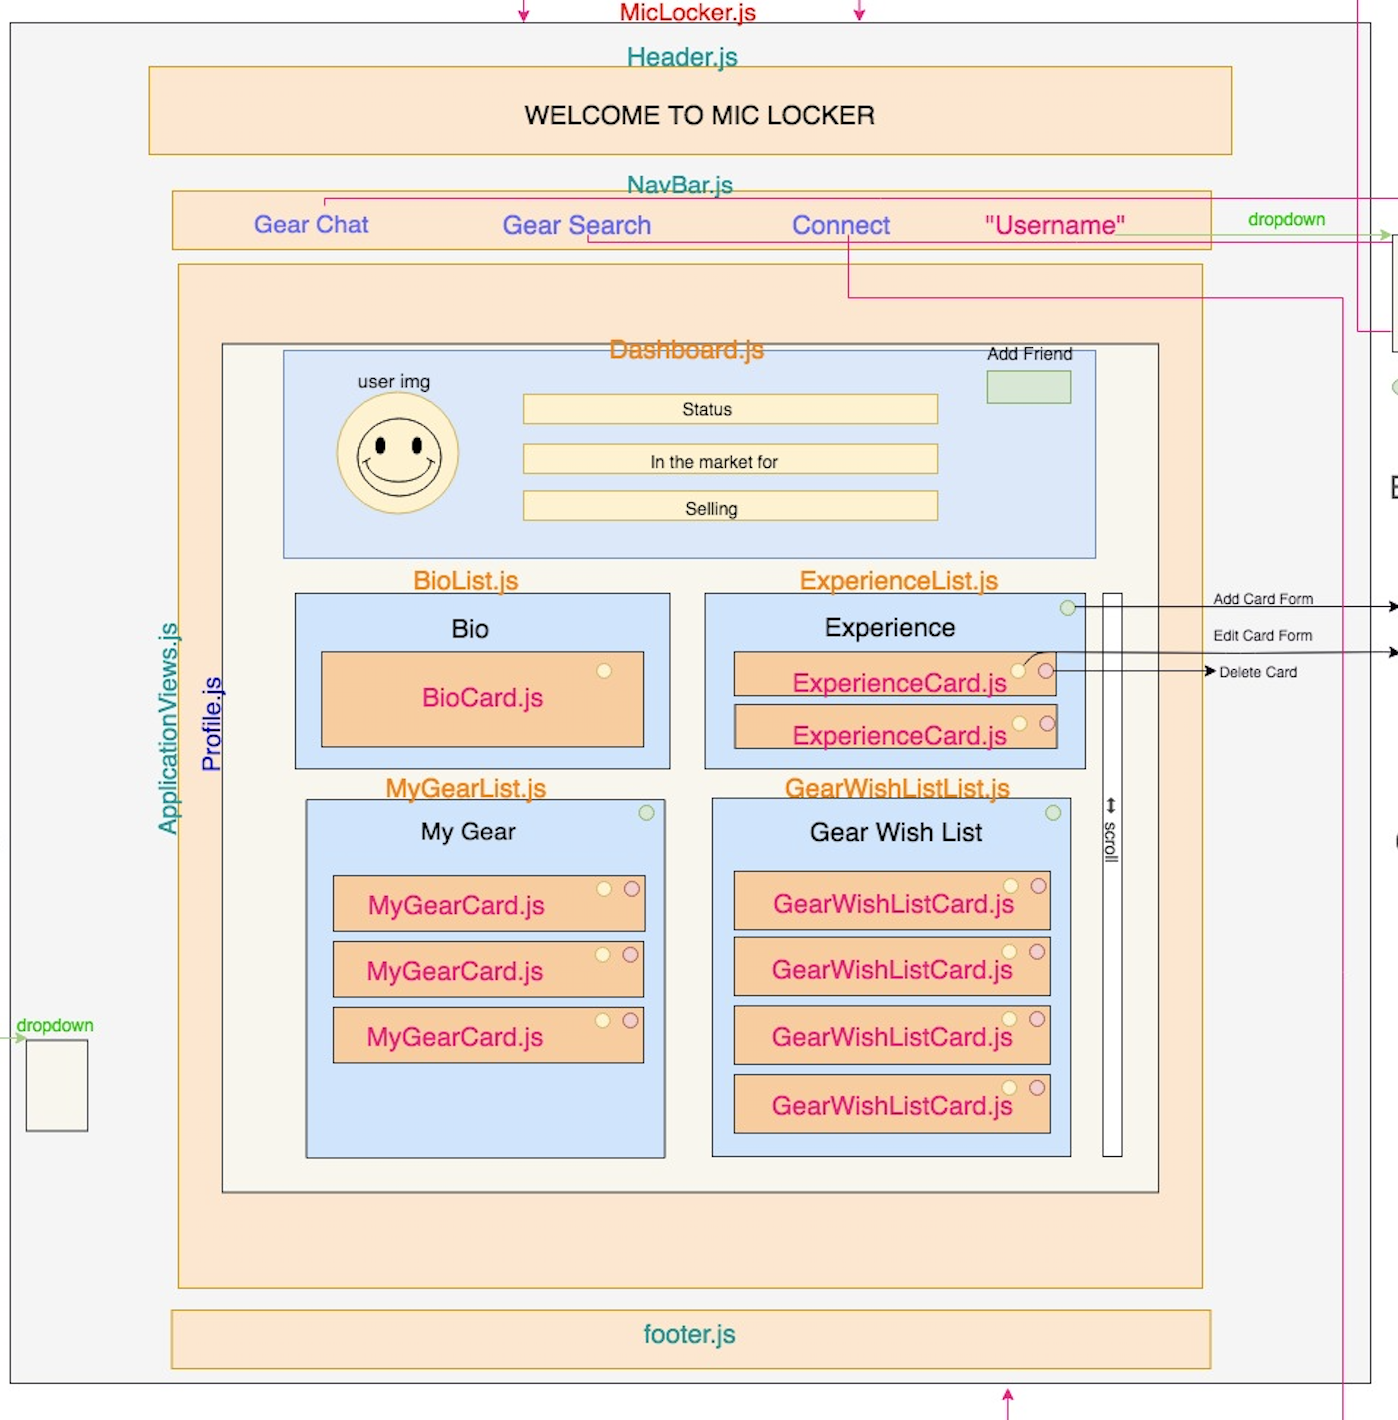 MicLocker.js
Header.js
WELCOME TO MIC LOCKER
NavBar.js
Gear Chat
Gear Search
Connect
"Username"
dropdown
Dashboard.js
Add Friend
user img
Status
In the market for
Selling
BioList.js
ExperienceList.js
Bio
Experience
Add Card Form
Edit Card Form
Delete Card
BioCard.js
ExperienceCard.js
ExperienceCard.js
ApplicationViews.js
Profile.js
MyGearList.js
GearWishListList.js
My Gear
Gear Wish List
scroll
MyGearCard.js
MyGearCard.js
MyGearCard.js
GearWishListCard.js
GearWishListCard.js
GearWishListCard.js
GearWishListCard.js
dropdown
footer.js